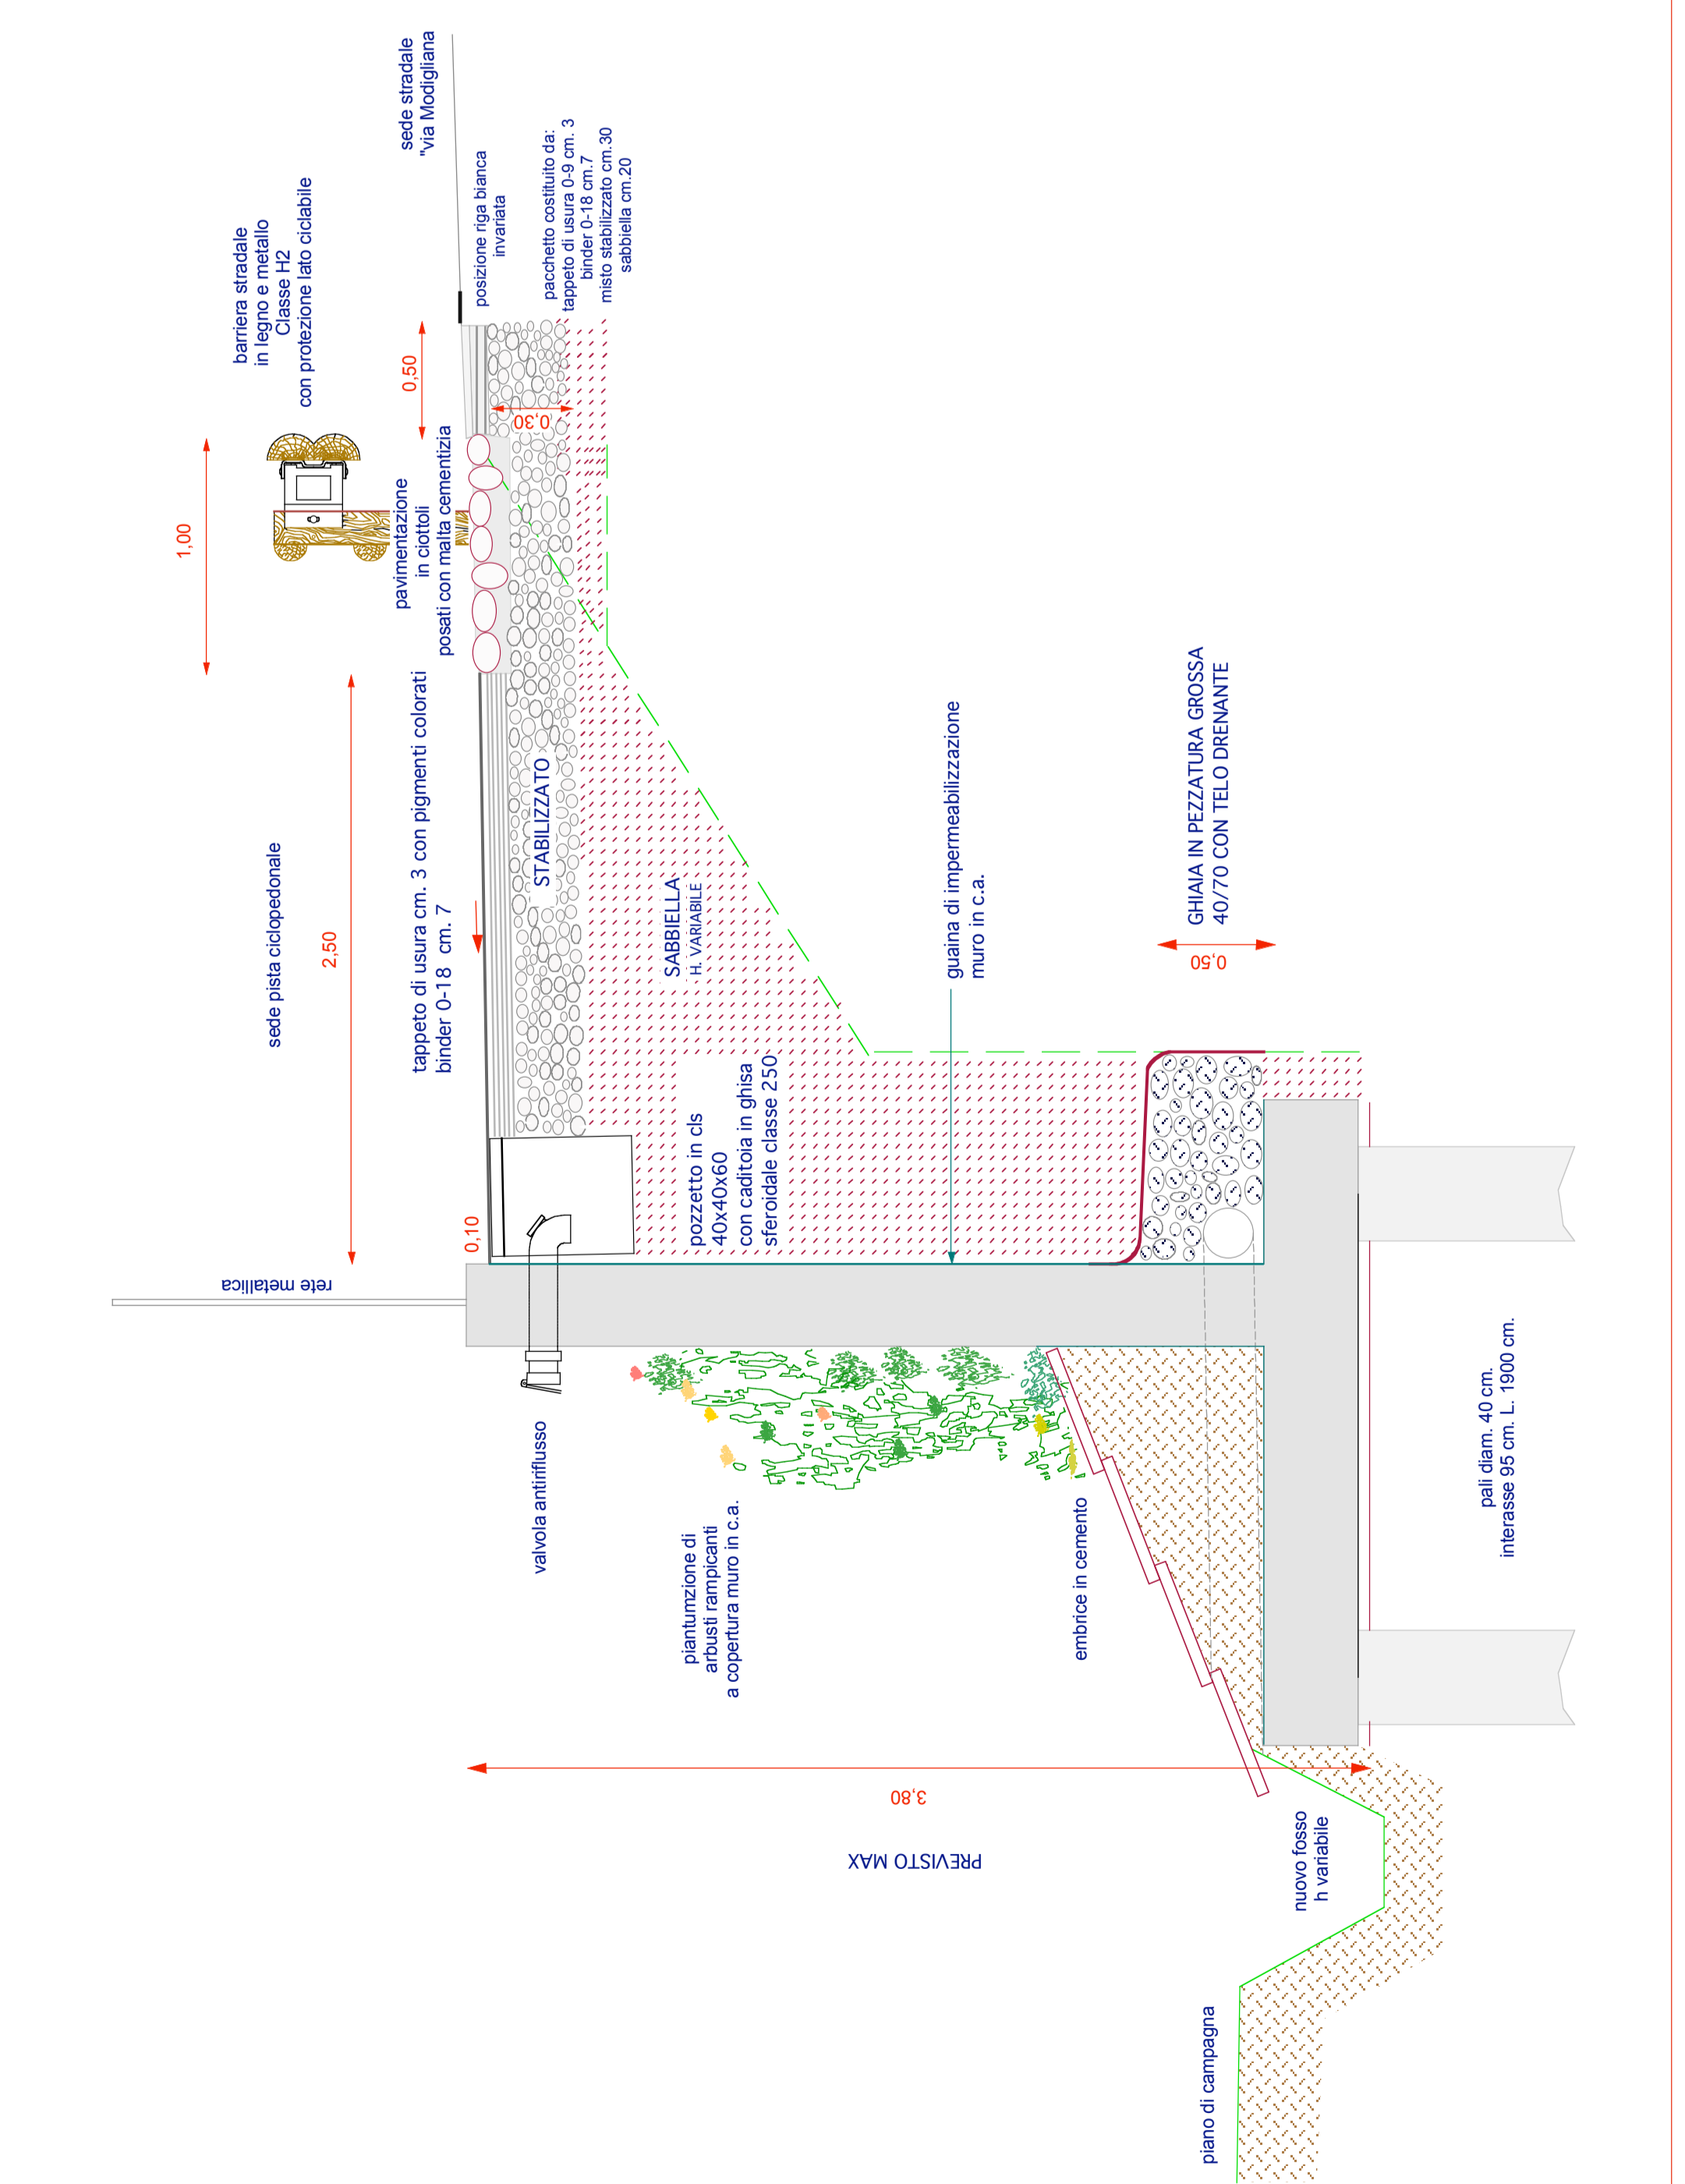 rete metallica
sede pista ciclopedonale
2,50
1,00
barriera stradale
in legno e metallo
Classe H2
con protezione lato ciclabile
sede stradale
"via Modigliana
0,50
pavimentazione
in ciottoli
posati con malta cementizia
tappeto di usura cm. 3 con pigmenti colorati
binder 0-18 cm. 7
0,10
posizione riga bianca
invariata
0,30
pacchetto costituito da:
tappeto di usura 0-9 cm. 3
binder 0-18 cm.7
misto stabilizzato cm.30
sabbiella cm.20
STABILIZZATO
valvola antiriflusso
SABBIELLA
H. VARIABILE
pozzetto in cls
40x40x60
con caditoia in ghisa
sferoidale classe 250
piantumzione di
arbusti rampicanti
a copertura muro in c.a.
3,80
PREVISTO MAX
guaina di impermeabilizzazione
muro in c.a.
embrice in cemento
GHIAIA IN PEZZATURA GROSSA
40/70 CON TELO DRENANTE
0,50
piano di campagna
nuovo fosso
h variabile
pali diam. 40 cm.
interasse 95 cm. L. 1900 cm.